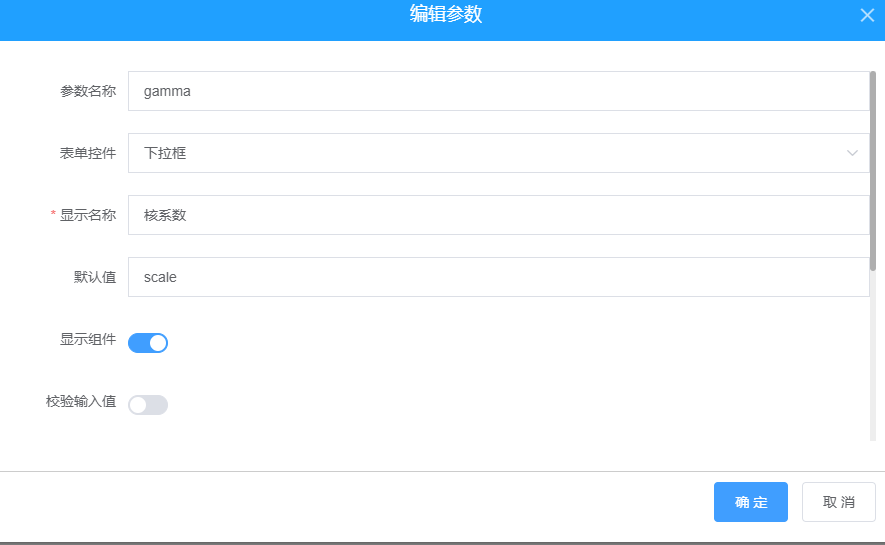 编辑参数
参数名称 gamma
表单控件 下拉框
* 显示名称 核系数
默认值 scale
显示组件
校验输入值
确定 取消